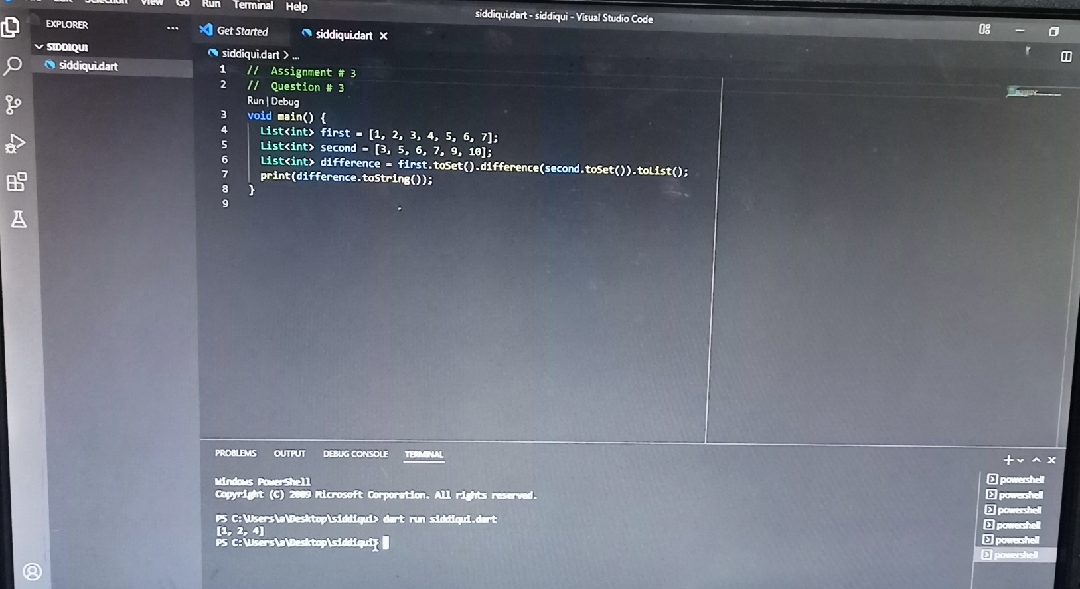 Selection View Go Run Terminal Help
siddiqui.dart - siddiqui - Visual Studio Code
EXPLORER ...
SIDDIQUI
siddiqui.dart
Get Started
siddiqui.dart
siddiqui.dart > ...
1 // Assignment # 3
2 // Question # 3
Run | Debug
3 void main() {
4 List<int> first = [1, 2, 3, 4, 5, 6, 7];
5 List<int> second = [3, 5, 6, 7, 9, 10];
6 List<int> difference = first.toSet().difference(second.toSet()).toList();
7 print(difference.toString());
8 }
9
PROBLEMS OUTPUT DEBUG CONSOLE TERMINAL
Windows PowerShell
Copyright (C) 2009 Microsoft Corporation. All rights reserved.
PS C:\Users\a\Desktop\siddiqui> dart run siddiqui.dart
[1, 2, 4]
PS C:\Users\a\Desktop\siddiqui>
powershell
powershell
powershell
powershell
powershell
powershell